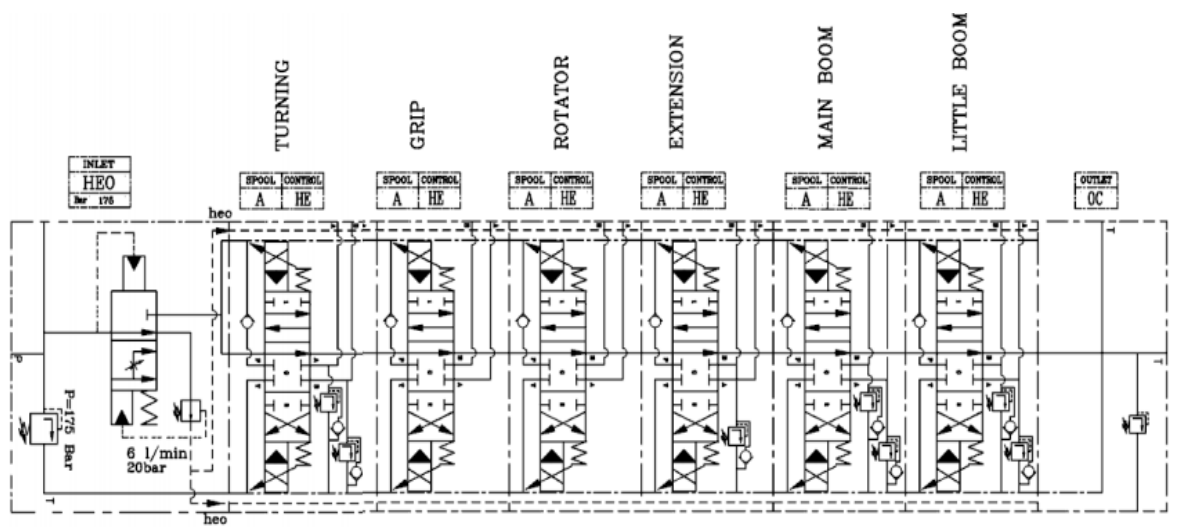 TURNING
GRIP
ROTATOR
EXTENSION
MAIN BOOM
LITTLE BOOM
INLET
HEO
Bar 175
SPOOL CONTROL
A HE
SPOOL CONTROL
A HE
SPOOL CONTROL
A HE
SPOOL CONTROL
A HE
SPOOL CONTROL
A HE
SPOOL CONTROL
A HE
OUTLET
OC
heo
T
P
T
P=175 Bar
6 l/min
20bar
T
heo